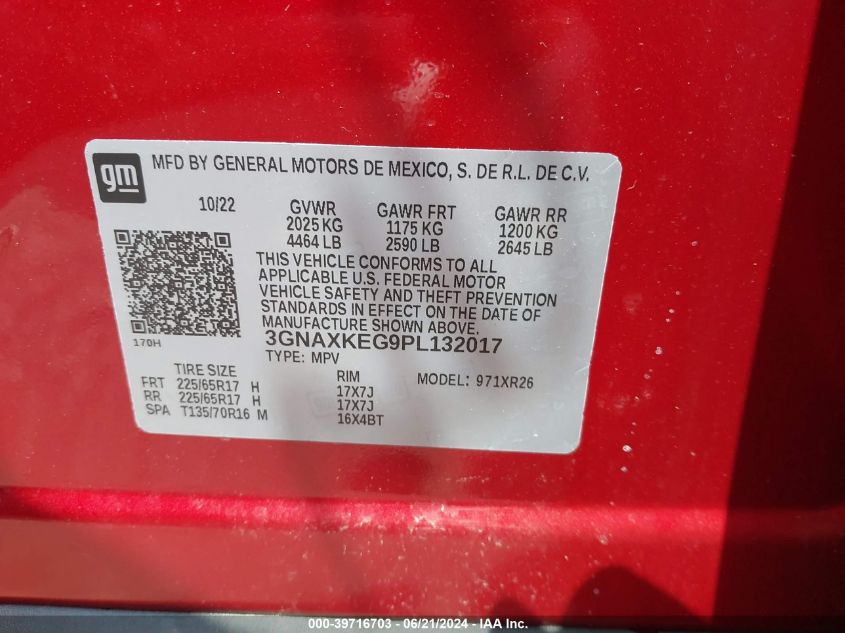 gm MFD BY GENERAL MOTORS DE MEXICO, S. DE R.L. DE C.V.
10/22 GVWR GAWR FRT GAWR RR
2025 KG 1175 KG 1200 KG
4464 LB 2590 LB 2645 LB
THIS VEHICLE CONFORMS TO ALL
APPLICABLE U.S. FEDERAL MOTOR
VEHICLE SAFETY AND THEFT PREVENTION
STANDARDS IN EFFECT ON THE DATE OF
MANUFACTURE SHOWN ABOVE.
170H 3GNAXKEG9PL132017
TYPE: MPV
TIRE SIZE RIM MODEL: 971XR26
FRT 225/65R17 H 17X7J
RR 225/65R17 H 17X7J
SPA T135/70R16 M 16X4BT
000-39716703 - 06/21/2024 - IAA Inc.